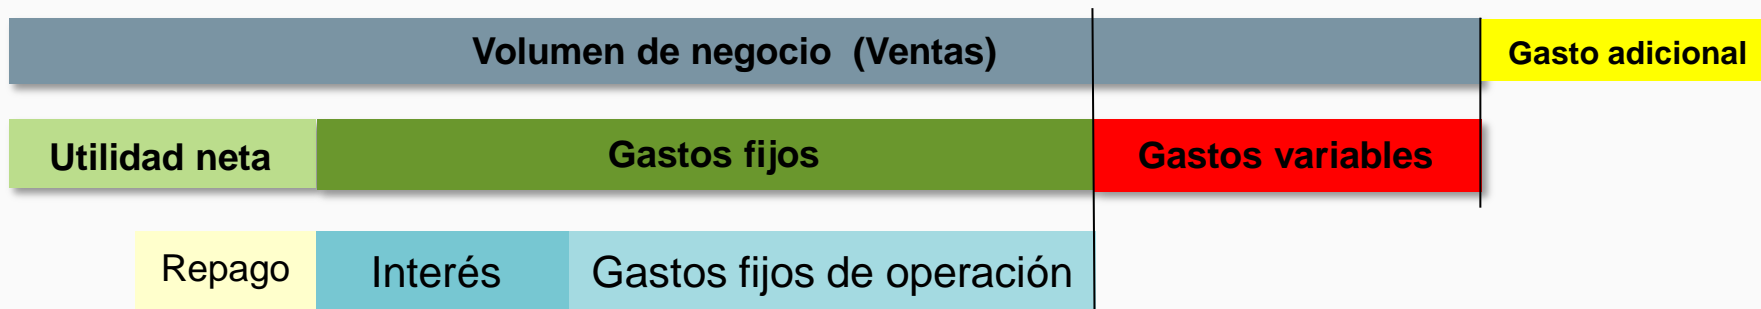 Volumen de negocio (Ventas)
Gasto adicional
Utilidad neta
Gastos fijos
Gastos variables
Repago
Interés
Gastos fijos de operación